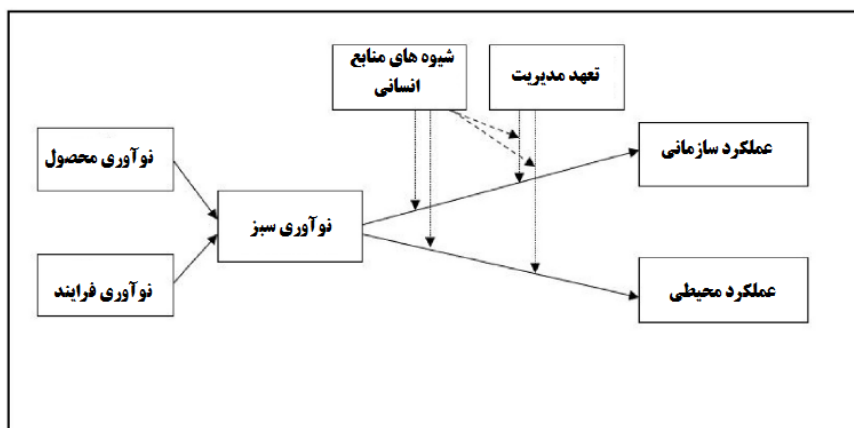 شیوه های منابع
انسانی
تعهد مدیریت
نوآوری محصول
عملکرد سازمانی
نوآوری سبز
نوآوری فرایند
عملکرد محیطی